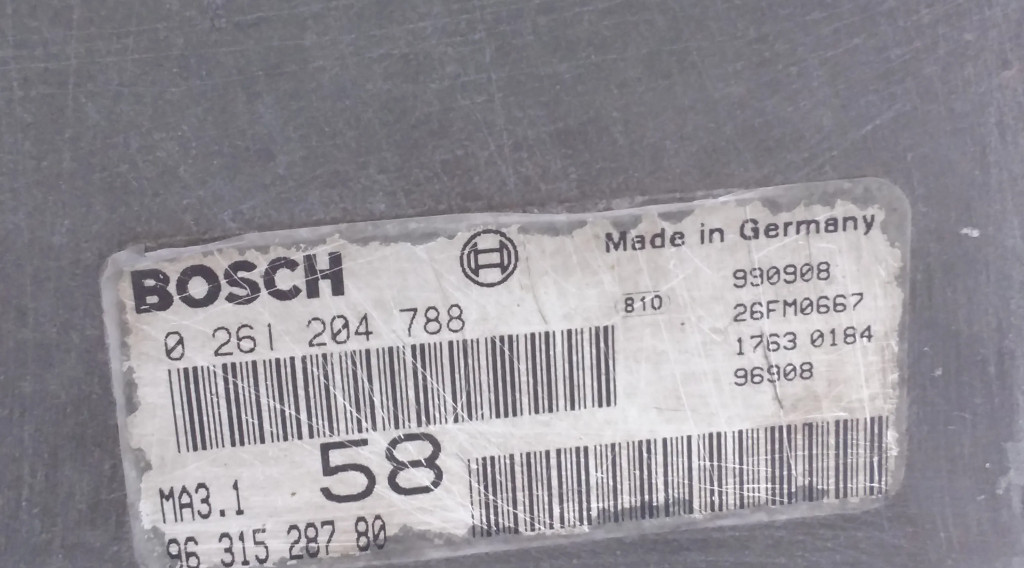 BOSCH
Made in Germany
0 261 204 788
810
990908
26FM0667
1763 0184
96908
58
MA3.1
96 315 287 80